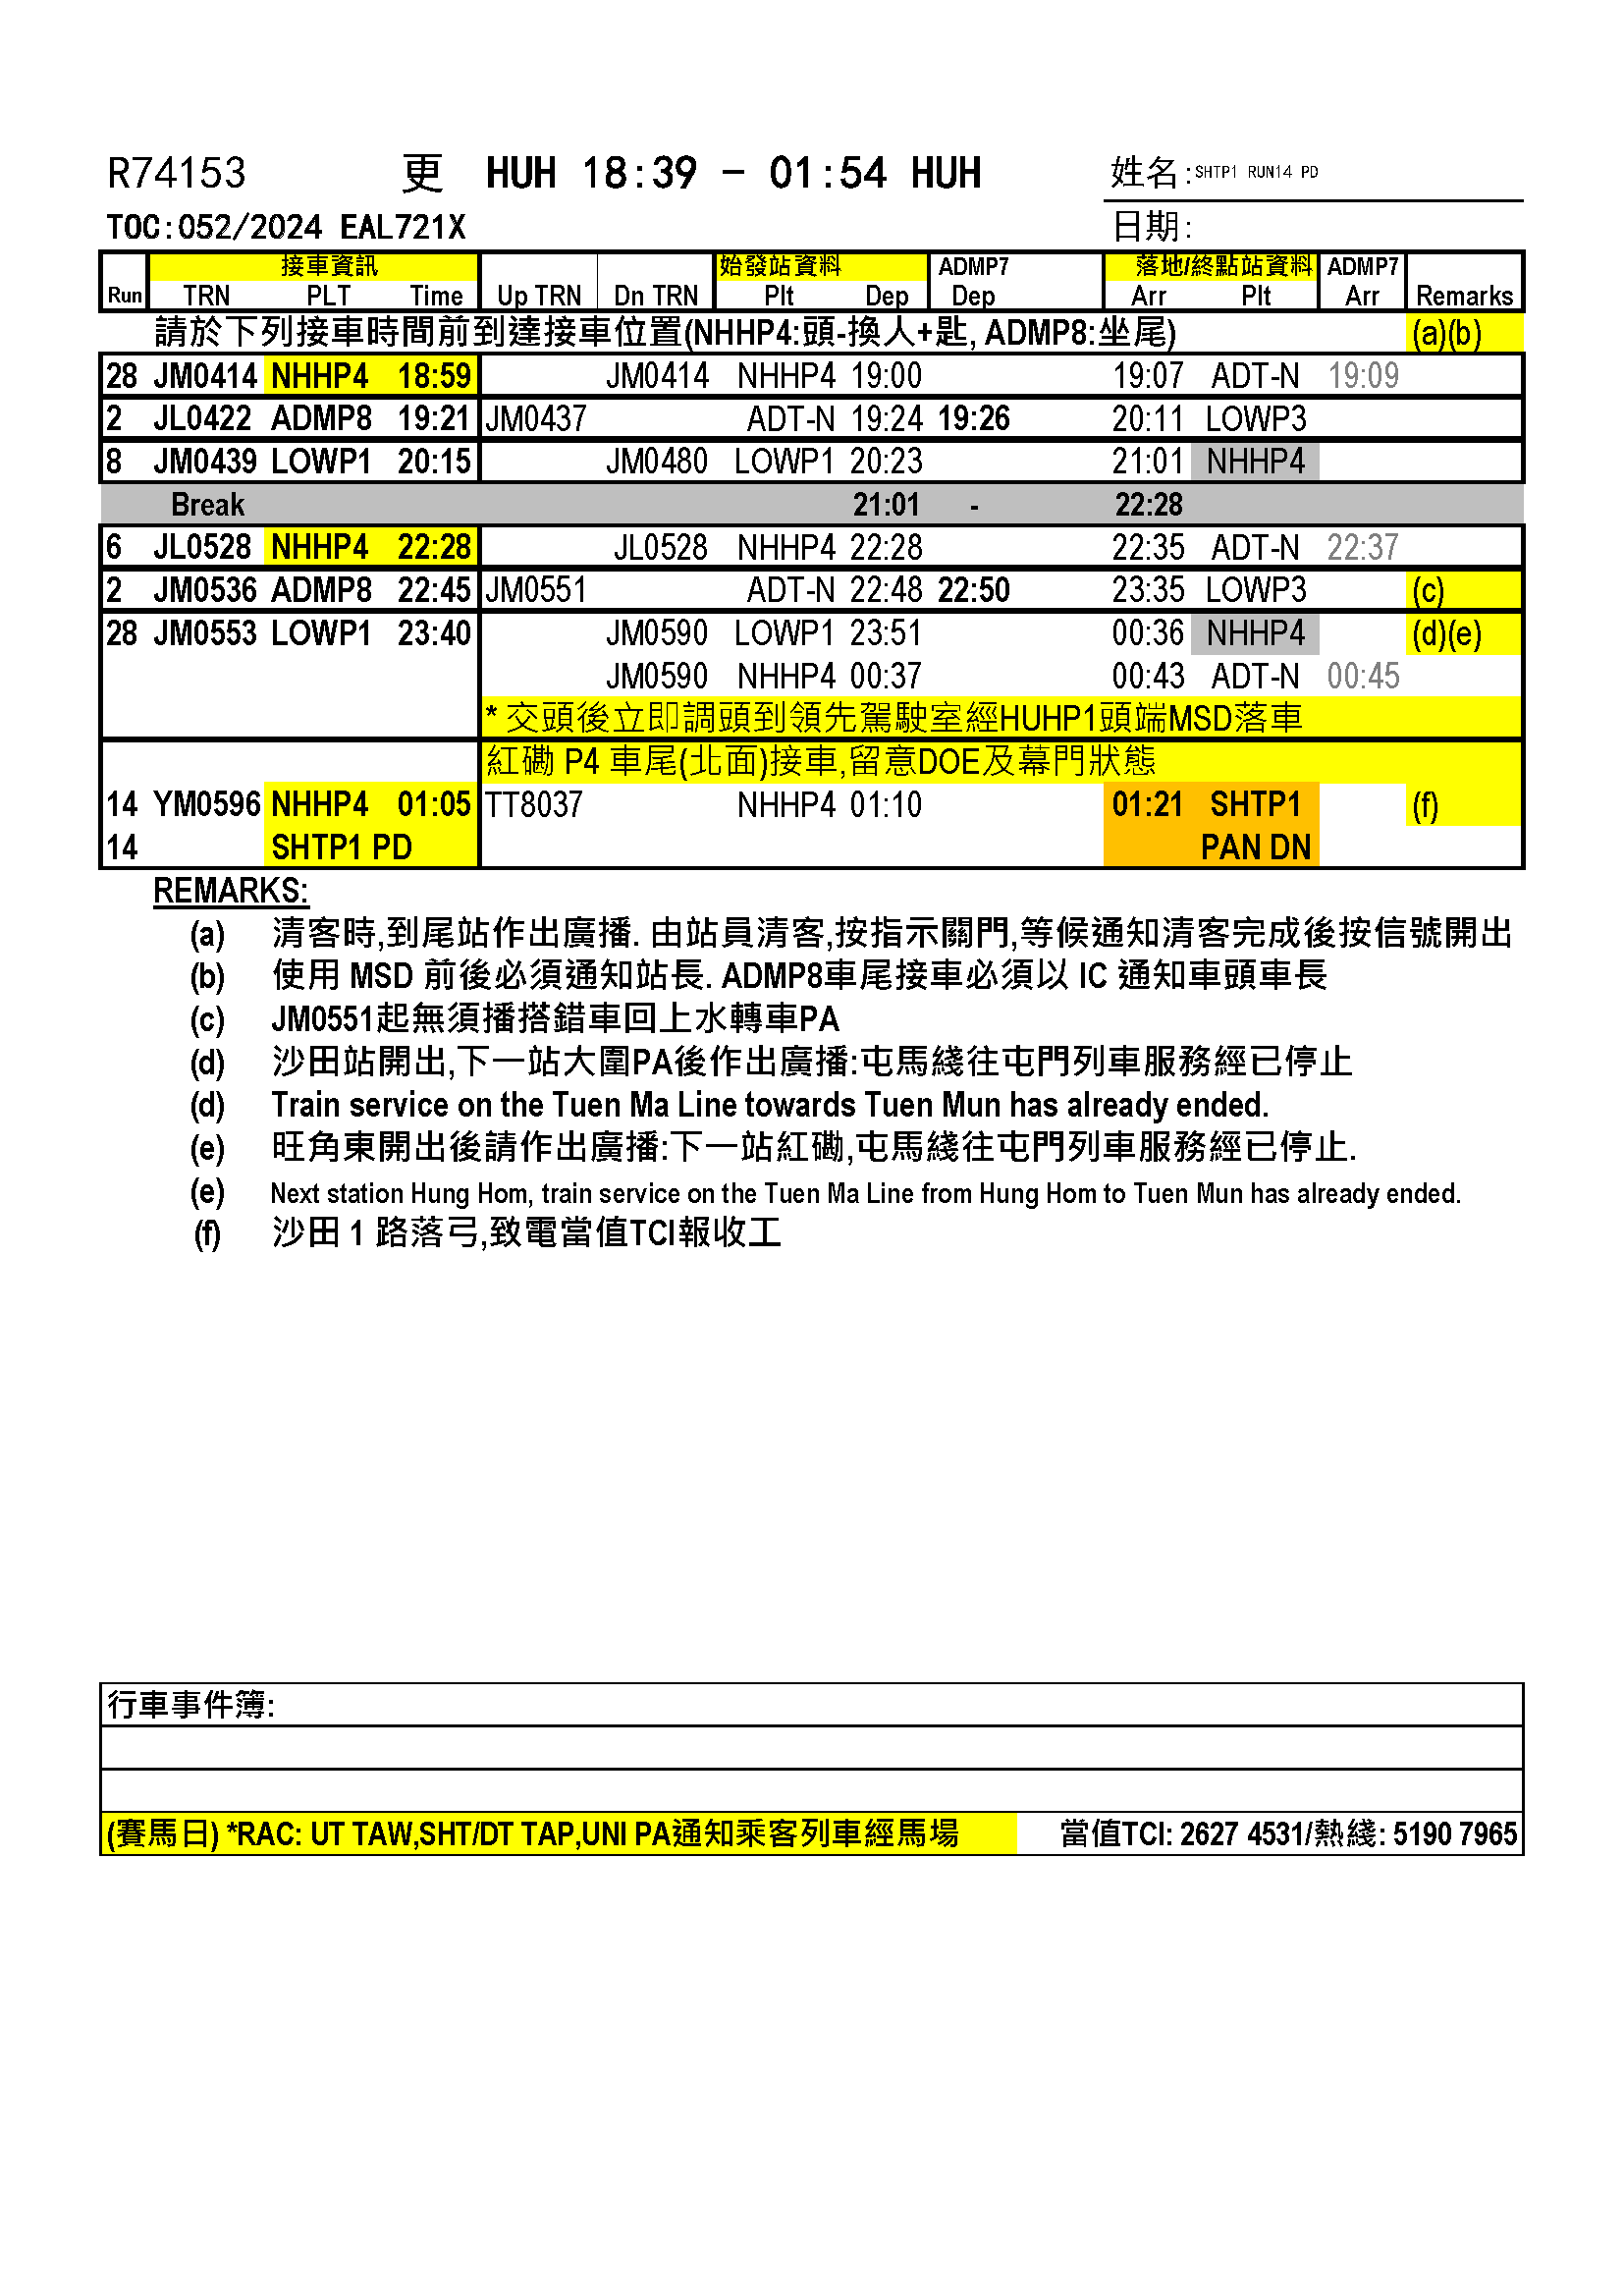 R74153 更 HUH 18:39 - 01:54 HUH 姓名:SHTP1 RUN14 PD
TOC:052/2024 EAL721X 日期:
接車資訊 始發站資料 ADMP7 落地/終點站資料 ADMP7
Run TRN PLT Time Up TRN Dn TRN Plt Dep Dep Arr Plt Arr Remarks
請於下列接車時間前到達接車位置(NHHP4:頭-換人+匙, ADMP8:坐尾) (a)(b)
28 JM0414 NHHP4 18:59 JM0414 NHHP4 19:00 19:07 ADT-N 19:09
2 JL0422 ADMP8 19:21 JM0437 ADT-N 19:24 19:26 20:11 LOWP3
8 JM0439 LOWP1 20:15 JM0480 LOWP1 20:23 21:01 NHHP4
Break 21:01 - 22:28
6 JL0528 NHHP4 22:28 JL0528 NHHP4 22:28 22:35 ADT-N 22:37
2 JM0536 ADMP8 22:45 JM0551 ADT-N 22:48 22:50 23:35 LOWP3 (c)
28 JM0553 LOWP1 23:40 JM0590 LOWP1 23:51 00:36 NHHP4 (d)(e)
JM0590 NHHP4 00:37 00:43 ADT-N 00:45
* 交頭後立即調頭到領先駕駛室經HUHP1頭端MSD落車
紅磡 P4 車尾(北面)接車,留意DOE及幕門狀態
14 YM0596 NHHP4 01:05 TT8037 NHHP4 01:10 01:21 SHTP1 (f)
14 SHTP1 PD PAN DN
REMARKS:
(a) 清客時,到尾站作出廣播. 由站員清客,按指示關門,等候通知清客完成後按信號開出
(b) 使用 MSD 前後必須通知站長. ADMP8車尾接車必須以 IC 通知車頭車長
(c) JM0551起無須播搭錯車回上水轉車PA
(d) 沙田站開出,下一站大圍PA後作出廣播:屯馬綫往屯門列車服務經已停止
(d) Train service on the Tuen Ma Line towards Tuen Mun has already ended.
(e) 旺角東開出後請作出廣播:下一站紅磡,屯馬綫往屯門列車服務經已停止.
(e) Next station Hung Hom, train service on the Tuen Ma Line from Hung Hom to Tuen Mun has already ended.
(f) 沙田 1 路落弓,致電當值TCI報收工
行車事件簿:
(賽馬日) *RAC: UT TAW,SHT/DT TAP,UNI PA通知乘客列車經馬場 當值TCI: 2627 4531/熱綫: 5190 7965